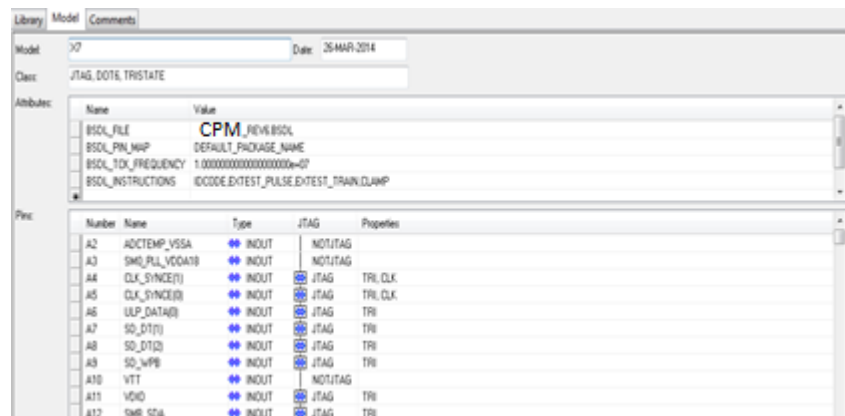 Library Model Comments
Model: X7 Date: 26-MAR-2014
Class: JTAG, DOT6, TRISTATE
Attributes:
Name Value
BSDL_FILE CPM_REV6.BSDL
BSDL_PIN_MAP DEFAULT_PACKAGE_NAME
BSDL_TCK_FREQUENCY
BSDL_INSTRUCTIONS IDCODE,EXTEST_PULSE,EXTEST_TRAIN,CLAMP
Pins:
Number Name Type JTAG Properties
A2 ADCTEMP_VSSA INOUT NOTJTAG
A3 INOUT NOTJTAG
A4 CLK_SYNCE(1) INOUT JTAG TRI, CLK
A5 CLK_SYNCE(0) INOUT JTAG TRI, CLK
A6 ULP_DATA(0) INOUT JTAG TRI
A7 SD_DT(1) INOUT JTAG TRI
A8 SD_DT(2) INOUT JTAG TRI
A9 SD_WPB INOUT JTAG TRI
A10 VTT INOUT NOTJTAG
A11 VDIO INOUT JTAG TRI
A12 SMB_SDA INOUT JTAG TRI